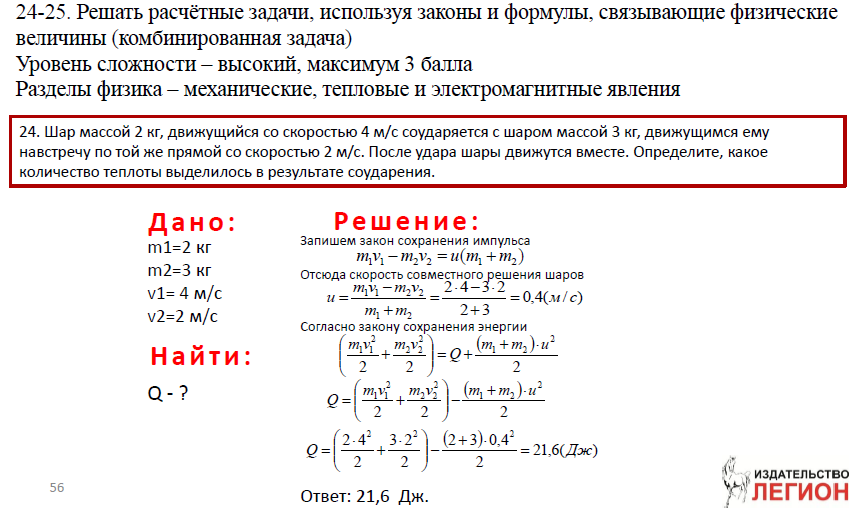 24-25. Решать расчётные задачи, используя законы и формулы, связывающие физические
величины (комбинированная задача)
Уровень сложности – высокий, максимум 3 балла
Разделы физика – механические, тепловые и электромагнитные явления
24. Шар массой 2 кг, движущийся со скоростью 4 м/с соударяется с шаром массой 3 кг, движущимся ему
навстречу по той же прямой со скоростью 2 м/с. После удара шары движутся вместе. Определите, какое
количество теплоты выделилось в результате соударения.
Дано:
m1=2 кг
m2=3 кг
v1= 4 м/с
v2=2 м/с
Найти:
Q - ?
Решение:
Запишем закон сохранения импульса
m₁v₁ − m₂v₂ = u(m₁ + m₂)
Отсюда скорость совместного решения шаров
u = (m₁v₁ − m₂v₂)/(m₁ + m₂) = (2·4 − 3·2)/(2+3) = 0,4(м/с)
Согласно закону сохранения энергии
(m₁v₁²/2 + m₂v₂²/2) = Q + (m₁ + m₂)·u²/2
Q = (m₁v₁²/2 + m₂v₂²/2) − (m₁ + m₂)·u²/2
Q = (2·4²/2 + 3·2²/2) − (2+3)·0,4²/2 = 21,6(Дж)
Ответ: 21,6 Дж.
56
ИЗДАТЕЛЬСТВО
ЛЕГИОН